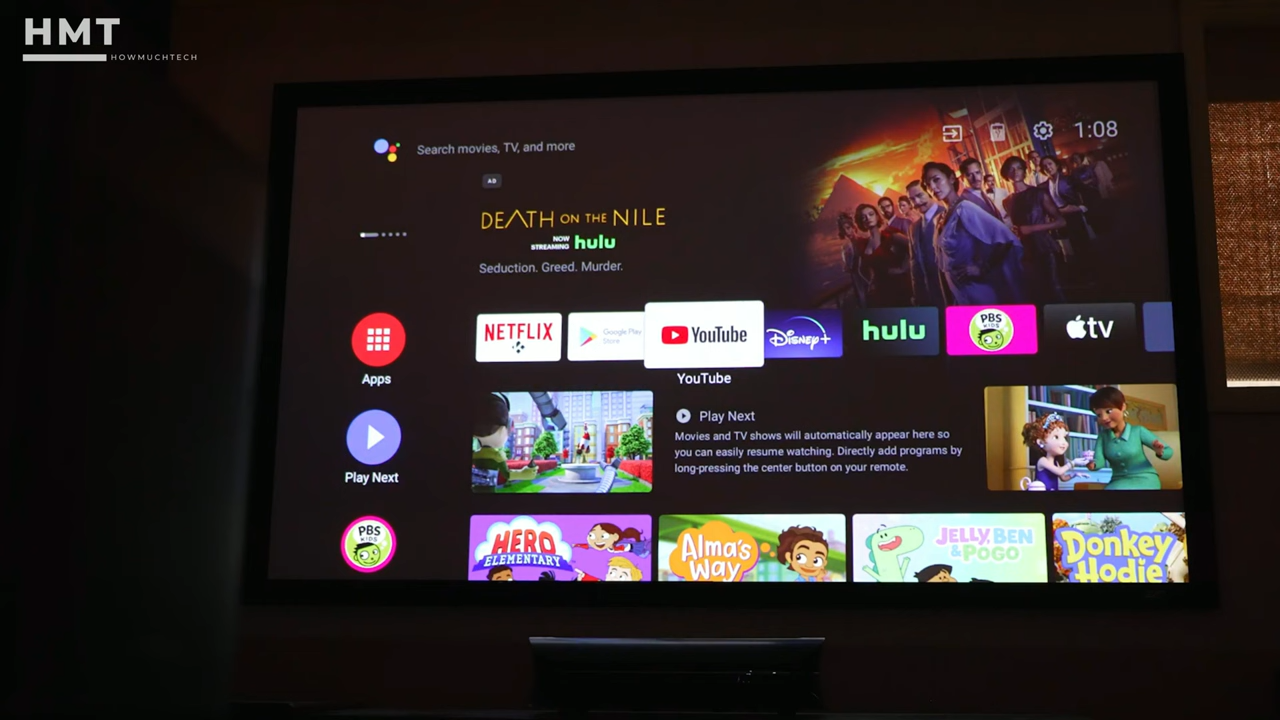 HMT
HOWMUCHTECH
Search movies, TV, and more
1:08
AD
DEATH ON THE NILE
NOW STREAMING hulu
Seduction. Greed. Murder.
NETFLIX
Google Play Store
YouTube
Disney+
hulu
PBS KIDS
tv
YouTube
Apps
Play Next
Movies and TV shows will automatically appear here so
you can easily resume watching. Directly add programs by
long-pressing the center button on your remote.
Play Next
PBS KIDS
HERO
ELEMENTARY
Alma's
WAY
JELLY, BEN
& POGO
Donkey
Hodie